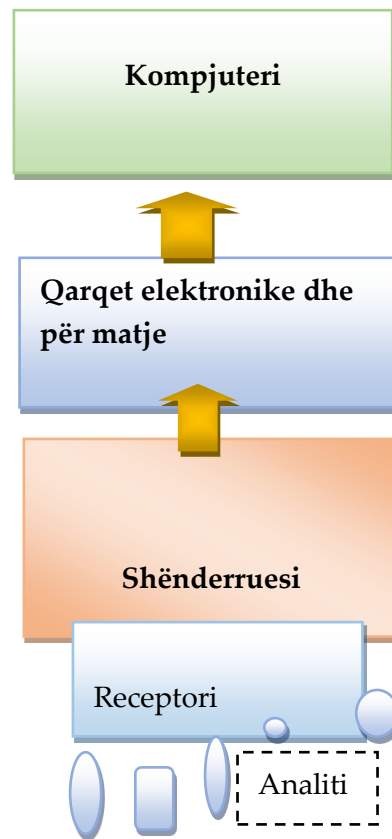 Kompjuteri
Qarqet elektronike dhe
për matje
Shënderruesi
Receptori
Analiti